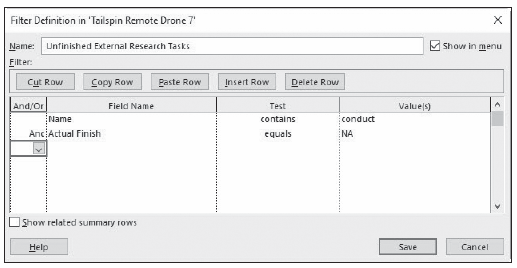 Filter Definition in 'Tailspin Remote Drone 7'
Name: Unfinished External Research Tasks Show in menu
Filter:
Cut Row Copy Row Paste Row Insert Row Delete Row
And/Or Field Name Test Value(s)
Name contains conduct
And Actual Finish equals NA
Show related summary rows
Help Save Cancel